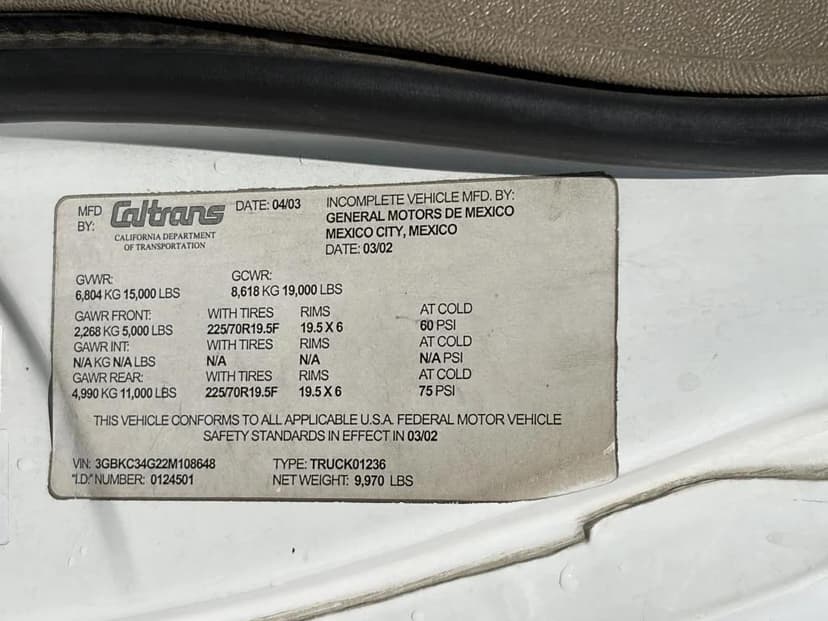 MFD BY: Caltrans DATE: 04/03
CALIFORNIA DEPARTMENT
OF TRANSPORTATION
INCOMPLETE VEHICLE MFD. BY:
GENERAL MOTORS DE MEXICO
MEXICO CITY, MEXICO
DATE: 03/02
GVWR: GCWR:
6,804 KG 15,000 LBS 8,618 KG 19,000 LBS
GAWR FRONT: WITH TIRES RIMS AT COLD
2,268 KG 5,000 LBS 225/70R19.5F 19.5 X 6 60 PSI
GAWR INT: WITH TIRES RIMS AT COLD
N/A KG N/A LBS N/A N/A N/A PSI
GAWR REAR: WITH TIRES RIMS AT COLD
4,990 KG 11,000 LBS 225/70R19.5F 19.5 X 6 75 PSI
THIS VEHICLE CONFORMS TO ALL APPLICABLE U.S.A. FEDERAL MOTOR VEHICLE
SAFETY STANDARDS IN EFFECT IN 03/02
VIN: 3GBKC34G22M108648 TYPE: TRUCK01236
"I.D." NUMBER: 0124501 NET WEIGHT: 9,970 LBS